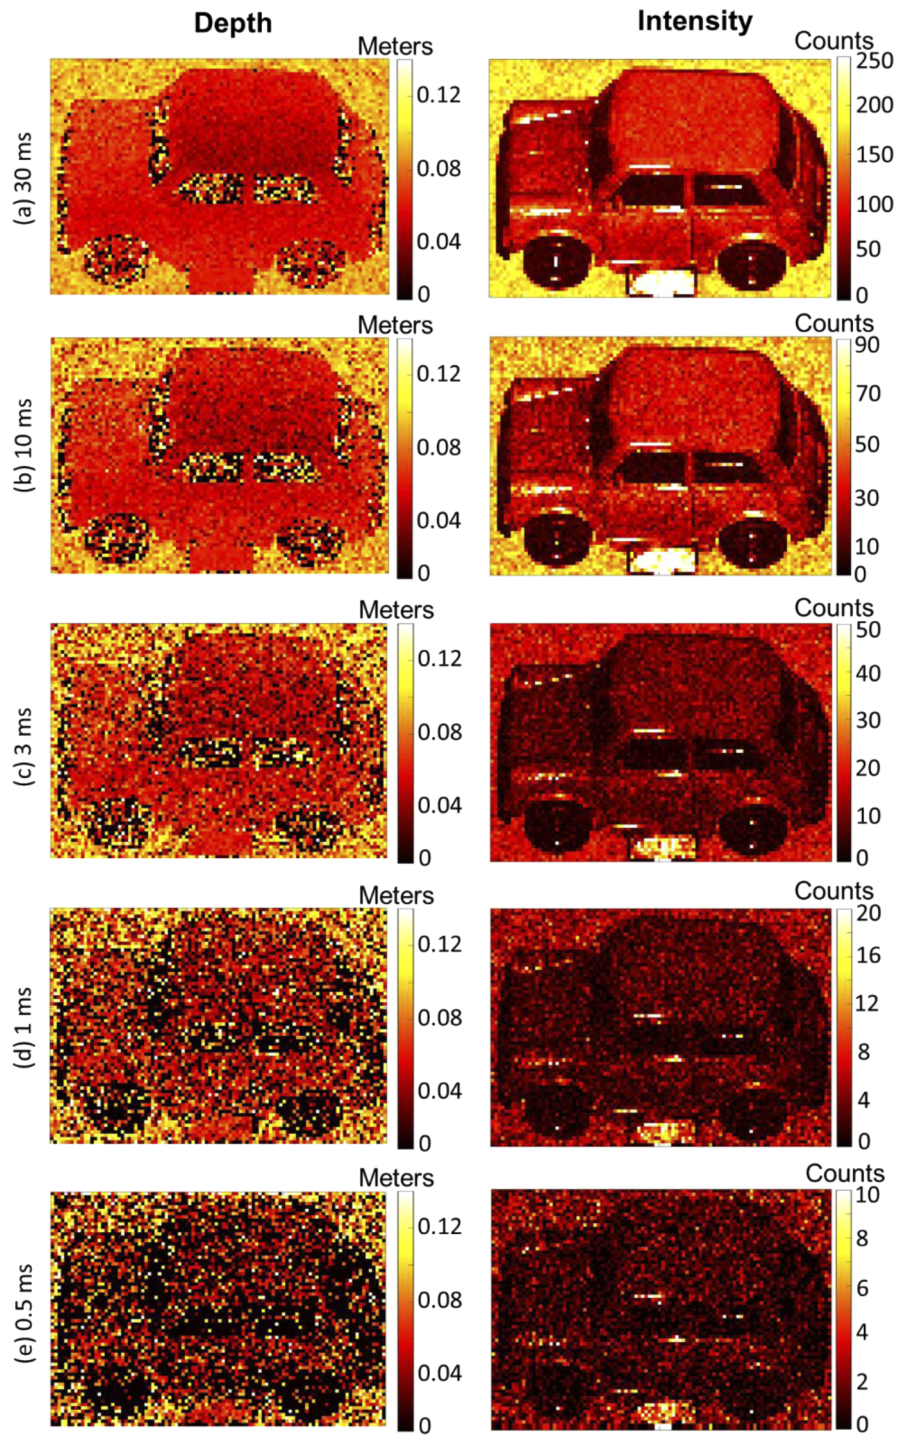 Depth
Intensity
Meters
Counts
(a) 30 ms
0.12
0.08
0.04
0
250
200
150
100
50
0
Meters
Counts
(b) 10 ms
0.12
0.08
0.04
0
90
70
50
30
10
0
Meters
Counts
(c) 3 ms
0.12
0.08
0.04
0
50
40
30
20
10
0
Meters
Counts
(d) 1 ms
0.12
0.08
0.04
0
20
16
12
8
4
0
Meters
Counts
(e) 0.5 ms
0.12
0.08
0.04
0
10
8
6
4
2
0